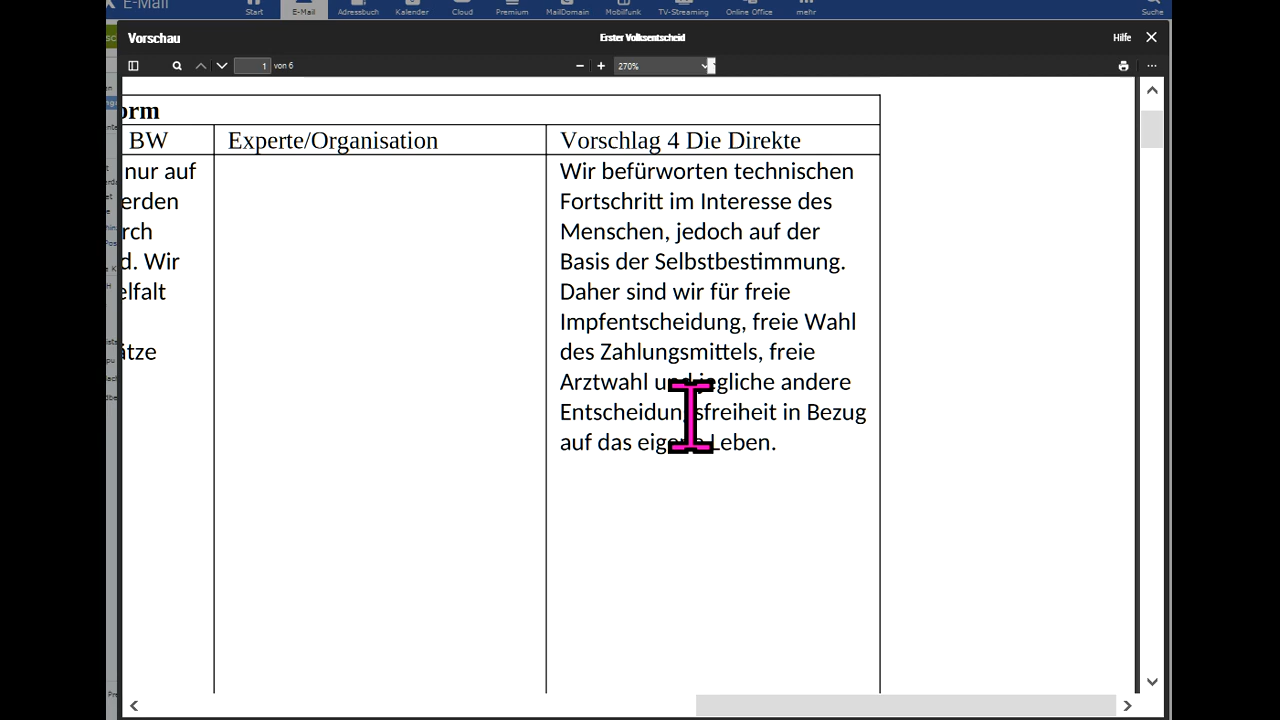 E-Mail
Start E-Mail Adressbuch Kalender Cloud Premium MailDomain Mobilfunk TV-Streaming Online Office mehr Suche
Vorschau Erster Volksentscheid Hilfe
1 von 6 270%
orm
BW Experte/Organisation Vorschlag 4 Die Direkte
nur auf
erden
rch
d. Wir
elfalt
ätze
Wir befürworten technischen
Fortschritt im Interesse des
Menschen, jedoch auf der
Basis der Selbstbestimmung.
Daher sind wir für freie
Impfentscheidung, freie Wahl
des Zahlungsmittels, freie
Arztwahl und jegliche andere
Entscheidungsfreiheit in Bezug
auf das eigene Leben.